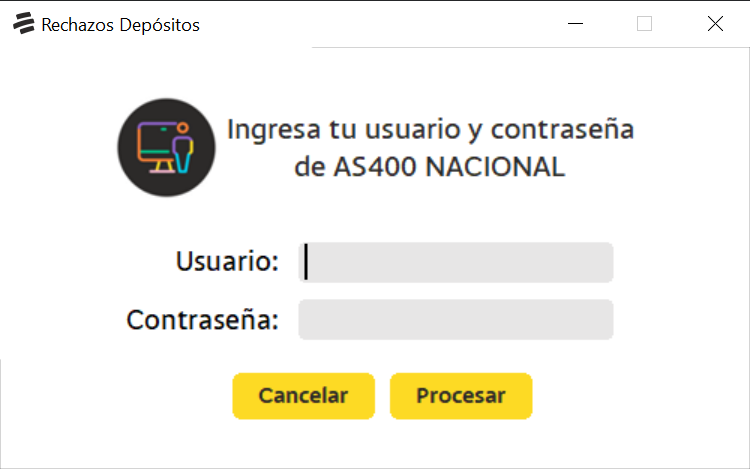 Rechazos Depósitos
Ingresa tu usuario y contraseña
de AS400 NACIONAL
Usuario:
Contraseña:
Cancelar
Procesar